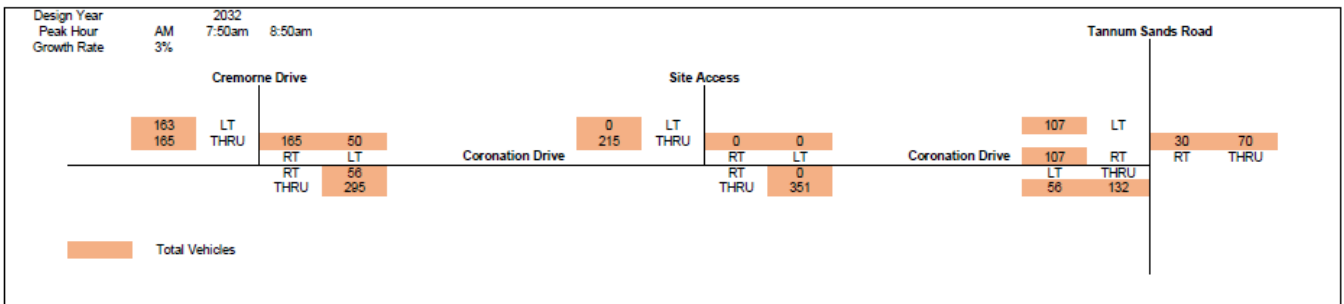 Design Year 2032
Peak Hour AM 7:50am 8:50am
Growth Rate 3%
Tannum Sands Road
Cremorne Drive Site Access
163 LT 0 LT 107 LT
165 THRU 165 50 215 THRU 0 0 30 70
RT LT Coronation Drive RT LT Coronation Drive 107 RT RT THRU
RT 56 RT 0 LT THRU
THRU 295 THRU 351 56 132
Total Vehicles